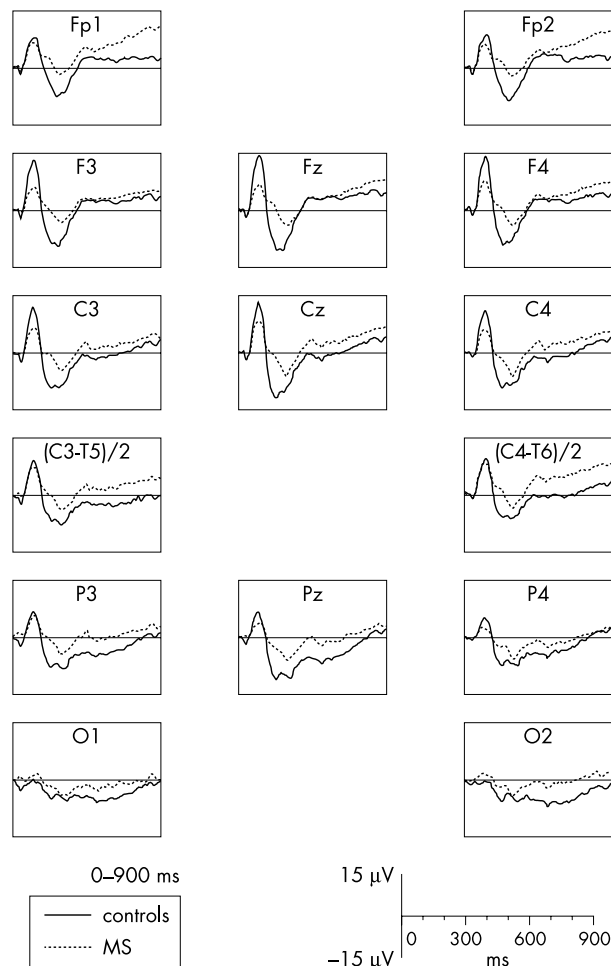 Fp1 Fp2
F3 Fz F4
C3 Cz C4
(C3-T5)/2 (C4-T6)/2
P3 Pz P4
O1 O2
0–900 ms
controls
MS
15 μV
–15 μV
0 300 600 900
ms